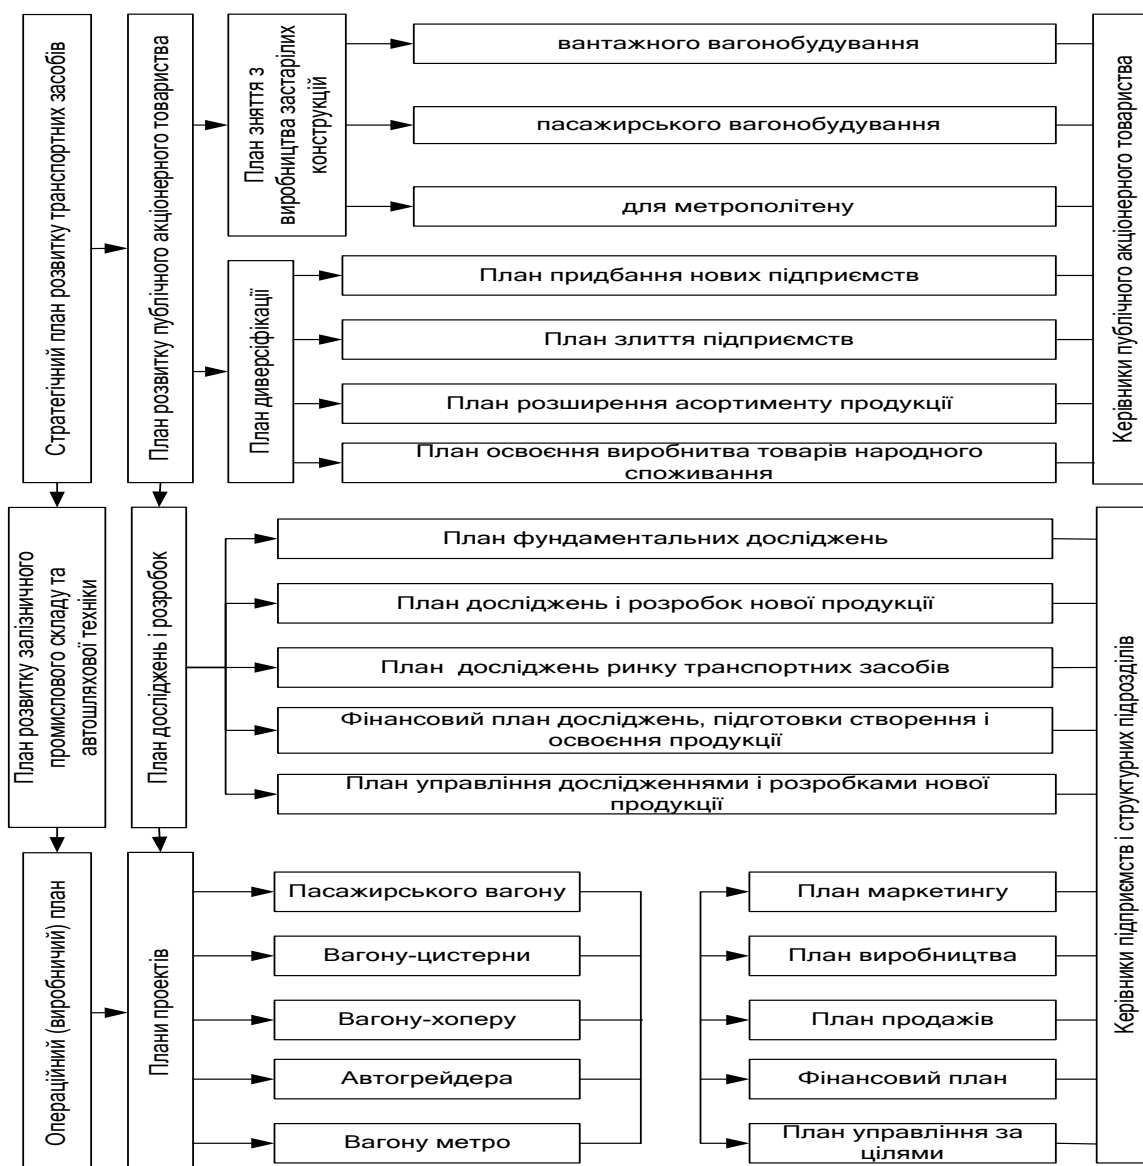 Стратегічний план розвитку транспортних засобів
План розвитку публічного акціонерного товариства
План зняття з
виробництва застарілих
конструкцій
вантажного вагонобудування
пасажирського вагонобудування
для метрополітену
План диверсіфікації
План придбання нових підприємств
План злиття підприємств
План розширення асортименту продукції
План освоєння виробнитва товарів народного
споживання
Керівники публічного акціонерного товариства
План розвитку залізничного
промислового складу та
автошляхової техніки
План досліджень і розробок
План фундаментальних досліджень
План досліджень і розробок нової продукції
План досліджень ринку транспортних засобів
Фінансовий план досліджень, підготовки створення і
освоєння продукції
План управління дослідженнями і розробками нової
продукції
Керівники підприємств і структурних підрозділів
Операційний (виробничий) план
Плани проектів
Пасажирського вагону
Вагону-цистерни
Вагону-хоперу
Автогрейдера
Вагону метро
План маркетингу
План виробництва
План продажів
Фінансовий план
План управління за
цілями